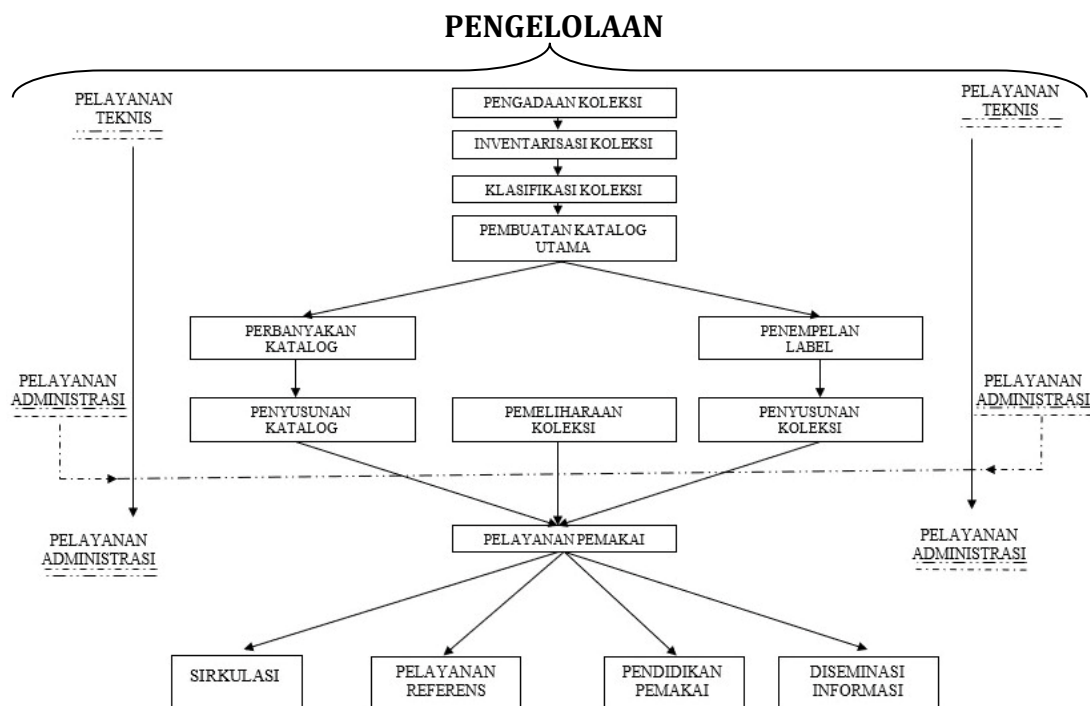 PENGELOLAAN
PELAYANAN
TEKNIS
PENGADAAN KOLEKSI
PELAYANAN
TEKNIS
INVENTARISASI KOLEKSI
KLASIFIKASI KOLEKSI
PEMBUATAN KATALOG
UTAMA
PERBANYAKAN
KATALOG
PENEMPELAN
LABEL
PELAYANAN
ADMINISTRASI
PELAYANAN
ADMINISTRASI
PENYUSUNAN
KATALOG
PEMELIHARAAN
KOLEKSI
PENYUSUNAN
KOLEKSI
PELAYANAN
ADMINISTRASI
PELAYANAN PEMAKAI
PELAYANAN
ADMINISTRASI
SIRKULASI
PELAYANAN
REFERENS
PENDIDIKAN
PEMAKAI
DISEMINASI
INFORMASI